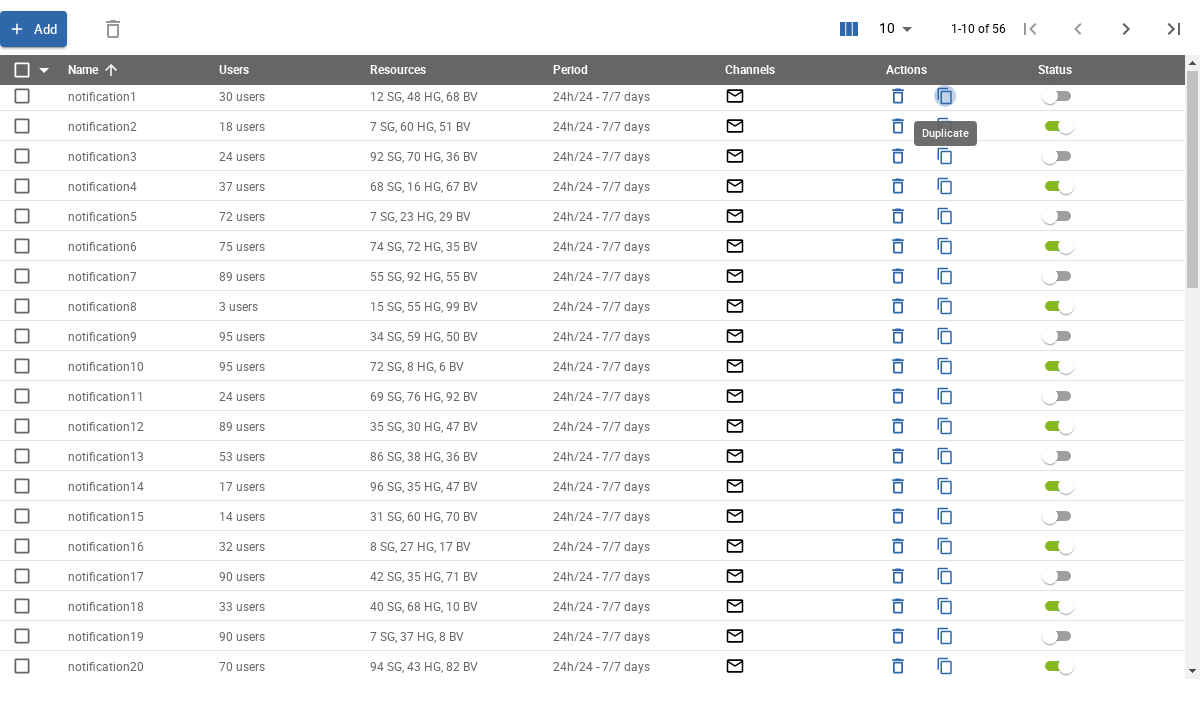 Add 10 1-10 of 56
Name Users Resources Period Channels Actions Status
notification1 30 users 12 SG, 48 HG, 68 BV 24h/24 - 7/7 days
notification2 18 users 7 SG, 60 HG, 51 BV 24h/24 - 7/7 days
Duplicate
notification3 24 users 92 SG, 70 HG, 36 BV 24h/24 - 7/7 days
notification4 37 users 68 SG, 16 HG, 67 BV 24h/24 - 7/7 days
notification5 72 users 7 SG, 23 HG, 29 BV 24h/24 - 7/7 days
notification6 75 users 74 SG, 72 HG, 35 BV 24h/24 - 7/7 days
notification7 89 users 55 SG, 92 HG, 55 BV 24h/24 - 7/7 days
notification8 3 users 15 SG, 55 HG, 99 BV 24h/24 - 7/7 days
notification9 95 users 34 SG, 59 HG, 50 BV 24h/24 - 7/7 days
notification10 95 users 72 SG, 8 HG, 6 BV 24h/24 - 7/7 days
notification11 24 users 69 SG, 76 HG, 92 BV 24h/24 - 7/7 days
notification12 89 users 35 SG, 30 HG, 47 BV 24h/24 - 7/7 days
notification13 53 users 86 SG, 38 HG, 36 BV 24h/24 - 7/7 days
notification14 17 users 96 SG, 35 HG, 47 BV 24h/24 - 7/7 days
notification15 14 users 31 SG, 60 HG, 70 BV 24h/24 - 7/7 days
notification16 32 users 8 SG, 27 HG, 17 BV 24h/24 - 7/7 days
notification17 90 users 42 SG, 35 HG, 71 BV 24h/24 - 7/7 days
notification18 33 users 40 SG, 68 HG, 10 BV 24h/24 - 7/7 days
notification19 90 users 7 SG, 37 HG, 8 BV 24h/24 - 7/7 days
notification20 70 users 94 SG, 43 HG, 82 BV 24h/24 - 7/7 days